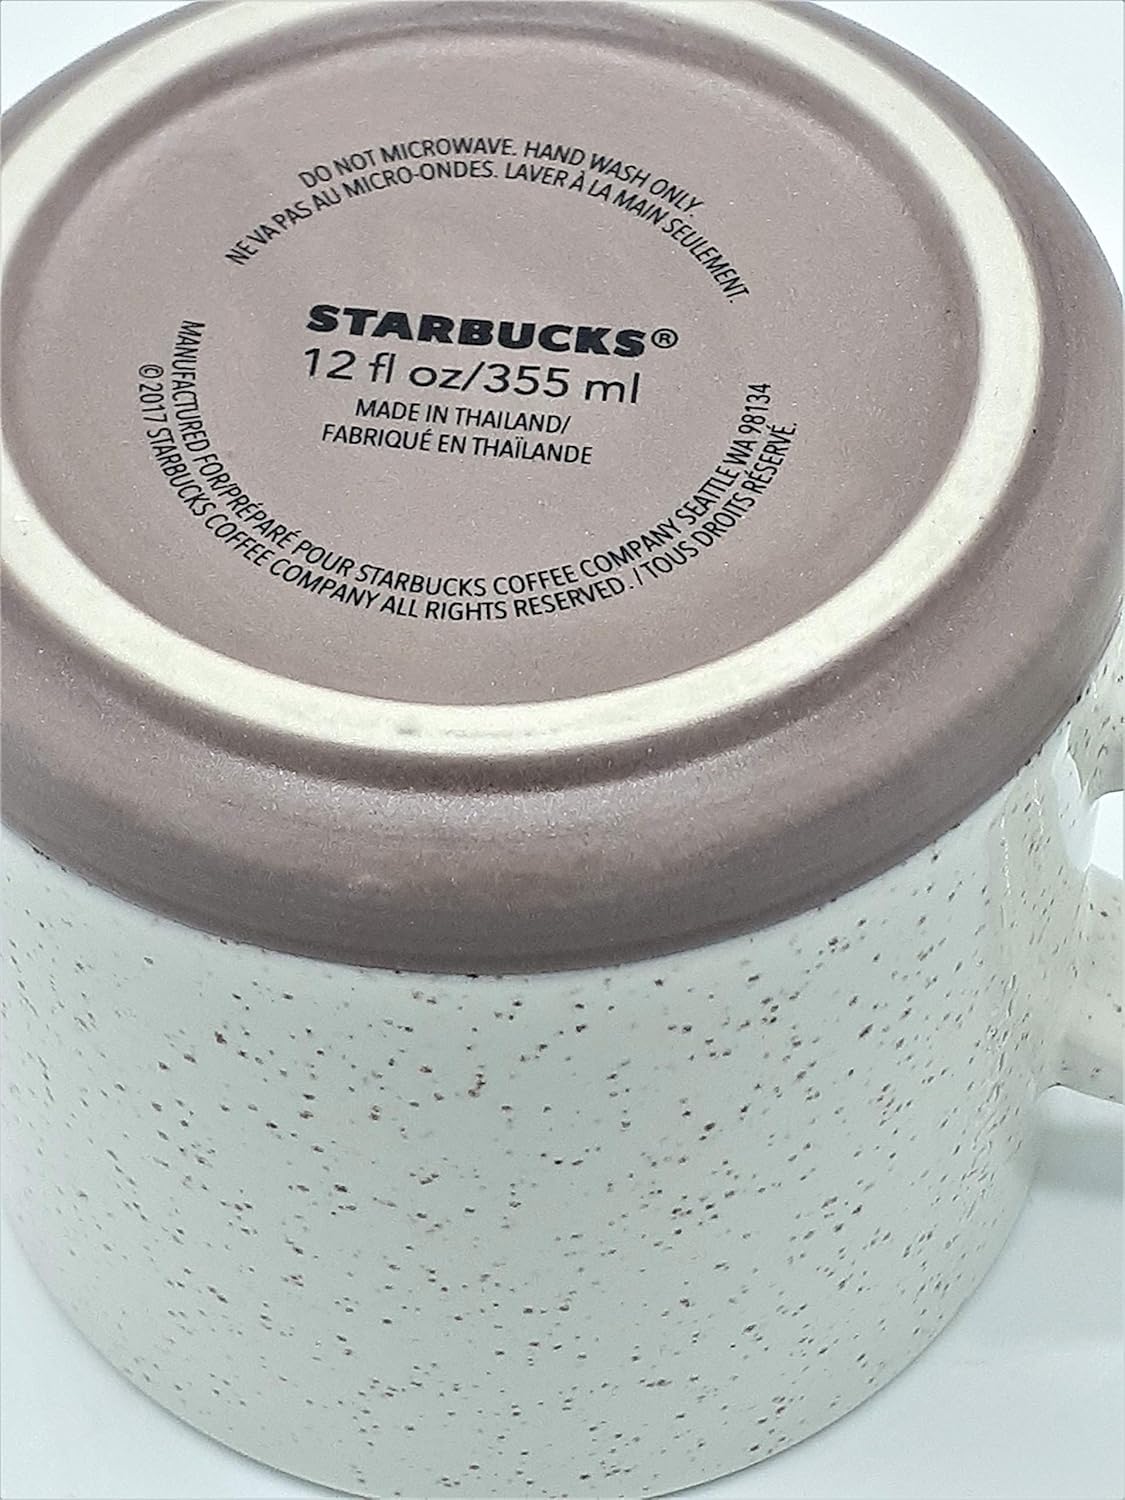 DO NOT MICROWAVE. HAND WASH ONLY.
NE VA PAS AU MICRO-ONDES. LAVER À LA MAIN SEULEMENT.
STARBUCKS®
12 fl oz/355 ml
MADE IN THAILAND/
FABRIQUÉ EN THAÏLANDE
MANUFACTURED FOR/PRÉPARÉ POUR STARBUCKS COFFEE COMPANY SEATTLE WA 98134
© 2017 STARBUCKS COFFEE COMPANY ALL RIGHTS RESERVED. / TOUS DROITS RÉSERVÉ.